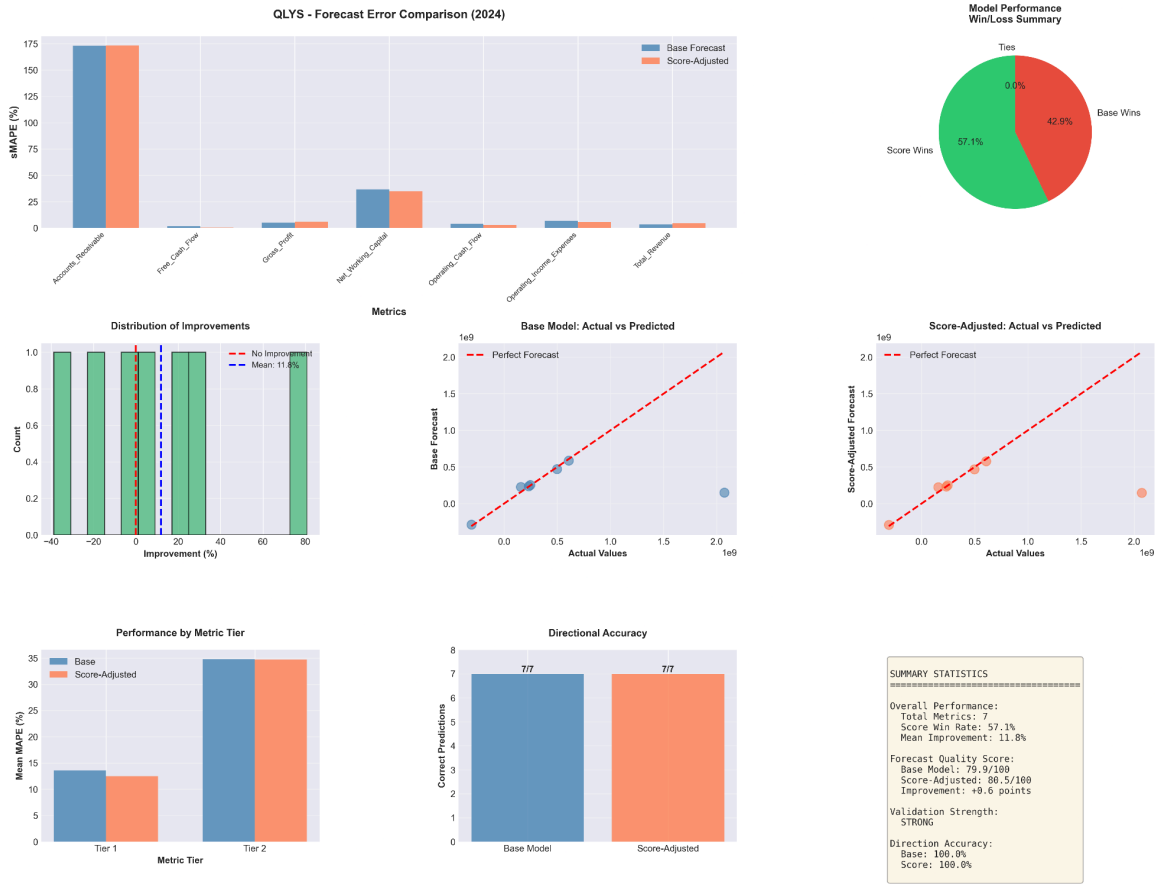 QLYS - Forecast Error Comparison (2024)
sMAPE (%)
175
150
125
100
75
50
25
0
Base Forecast
Score-Adjusted
Accounts_Receivable
Free_Cash_Flow
Gross_Profit
Net_Working_Capital
Operating_Cash_Flow
Operating_Income_Expenses
Total_Revenue
Metrics
Model Performance
Win/Loss Summary
Ties
0.0%
42.9%
Base Wins
57.1%
Score Wins
Distribution of Improvements
Count
1.0
0.8
0.6
0.4
0.2
0.0
No Improvement
Mean: 11.8%
−40 −20 0 20 40 60 80
Improvement (%)
Base Model: Actual vs Predicted
1e9
Base Forecast
2.0
1.5
1.0
0.5
0.0
Perfect Forecast
0.0 0.5 1.0 1.5 2.0
1e9
Actual Values
Score-Adjusted: Actual vs Predicted
1e9
Score-Adjusted Forecast
2.0
1.5
1.0
0.5
0.0
Perfect Forecast
0.0 0.5 1.0 1.5 2.0
1e9
Actual Values
Performance by Metric Tier
Mean MAPE (%)
35
30
25
20
15
10
5
0
Base
Score-Adjusted
Tier 1 Tier 2
Metric Tier
Directional Accuracy
Correct Predictions
8
7
6
5
4
3
2
1
0
7/7 7/7
Base Model Score-Adjusted
SUMMARY STATISTICS
===================================
Overall Performance:
Total Metrics: 7
Score Win Rate: 57.1%
Mean Improvement: 11.8%
Forecast Quality Score:
Base Model: 79.9/100
Score-Adjusted: 80.5/100
Improvement: +0.6 points
Validation Strength:
STRONG
Direction Accuracy:
Base: 100.0%
Score: 100.0%